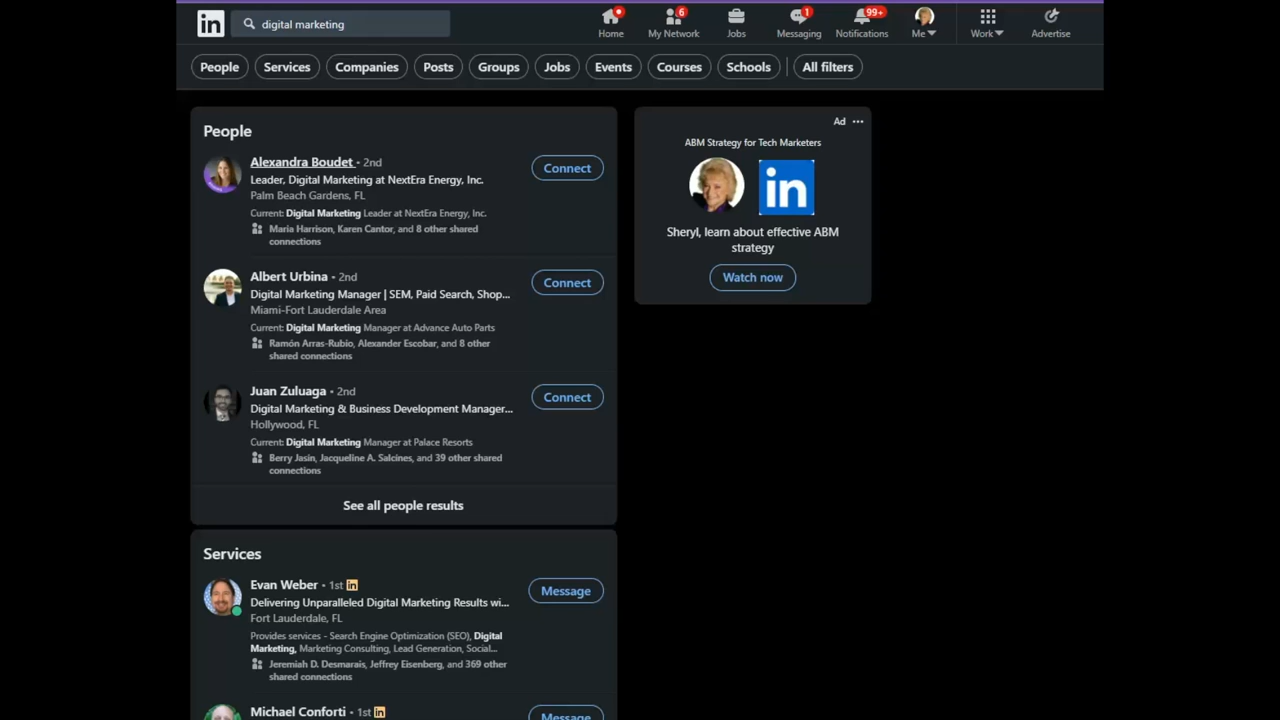 in digital marketing
Home
6
My Network
Jobs
1
Messaging
99+
Notifications
Me
Work
Advertise
People
Services
Companies
Posts
Groups
Jobs
Events
Courses
Schools
All filters
People
Alexandra Boudet • 2nd
Leader, Digital Marketing at NextEra Energy, Inc.
Palm Beach Gardens, FL
Current: Digital Marketing Leader at NextEra Energy, Inc.
Maria Harrison, Karen Cantor, and 8 other shared
connections
Connect
Albert Urbina • 2nd
Digital Marketing Manager | SEM, Paid Search, Shop...
Miami-Fort Lauderdale Area
Current: Digital Marketing Manager at Advance Auto Parts
Ramón Arras-Rubio, Alexander Escobar, and 8 other
shared connections
Connect
Juan Zuluaga • 2nd
Digital Marketing & Business Development Manager...
Hollywood, FL
Current: Digital Marketing Manager at Palace Resorts
Berry Jasin, Jacqueline A. Salcines, and 39 other shared
connections
Connect
See all people results
Services
Evan Weber • 1st in
Delivering Unparalleled Digital Marketing Results wi...
Fort Lauderdale, FL
Provides services - Search Engine Optimization (SEO), Digital
Marketing, Marketing Consulting, Lead Generation, Social...
Jeremiah D. Desmarais, Jeffrey Eisenberg, and 369 other
shared connections
Message
Michael Conforti • 1st in
Message
Ad ...
ABM Strategy for Tech Marketers
in
Sheryl, learn about effective ABM
strategy
Watch now